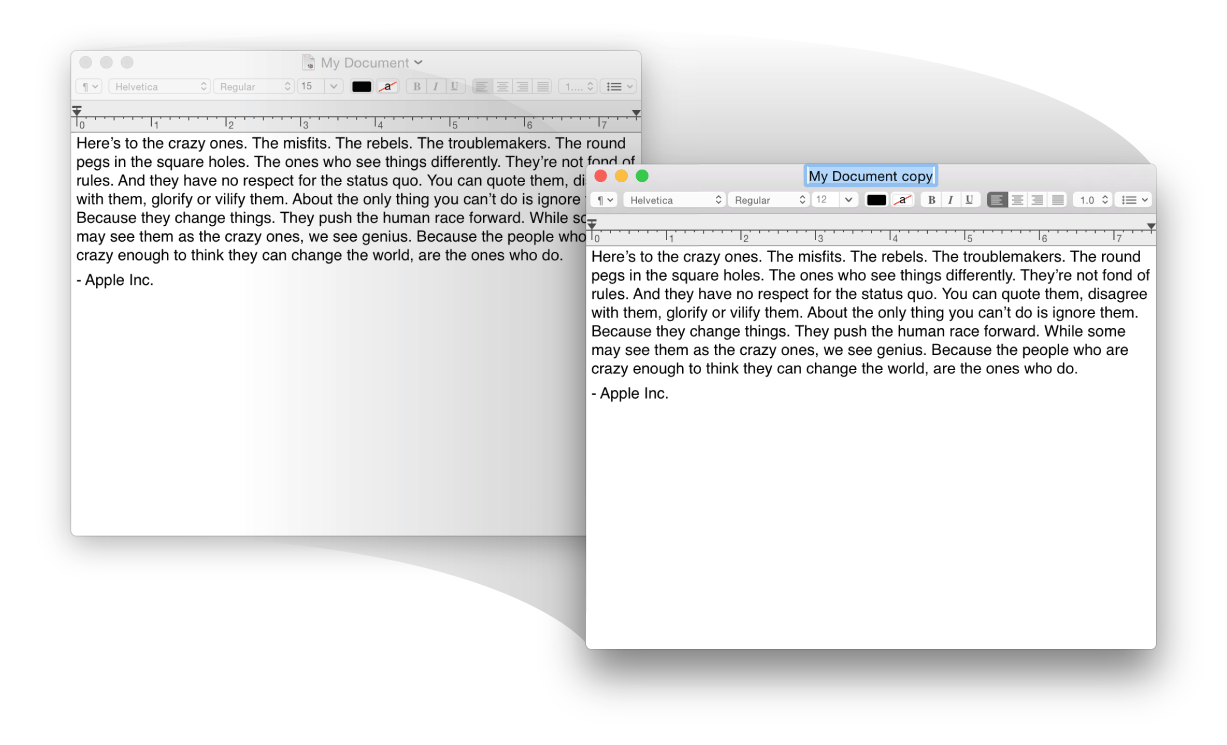 My Document
¶ Helvetica Regular 15 a B I U 1....
0 1 2 3 4 5 6 7
Here’s to the crazy ones. The misfits. The rebels. The troublemakers. The round
pegs in the square holes. The ones who see things differently. They’re not fond of
rules. And they have no respect for the status quo. You can quote them, di
with them, glorify or vilify them. About the only thing you can’t do is ignore
Because they change things. They push the human race forward. While so
may see them as the crazy ones, we see genius. Because the people who
crazy enough to think they can change the world, are the ones who do.
- Apple Inc.
My Document copy
¶ Helvetica Regular 12 a B I U 1.0
0 1 2 3 4 5 6 7
Here’s to the crazy ones. The misfits. The rebels. The troublemakers. The round
pegs in the square holes. The ones who see things differently. They’re not fond of
rules. And they have no respect for the status quo. You can quote them, disagree
with them, glorify or vilify them. About the only thing you can’t do is ignore them.
Because they change things. They push the human race forward. While some
may see them as the crazy ones, we see genius. Because the people who are
crazy enough to think they can change the world, are the ones who do.
- Apple Inc.